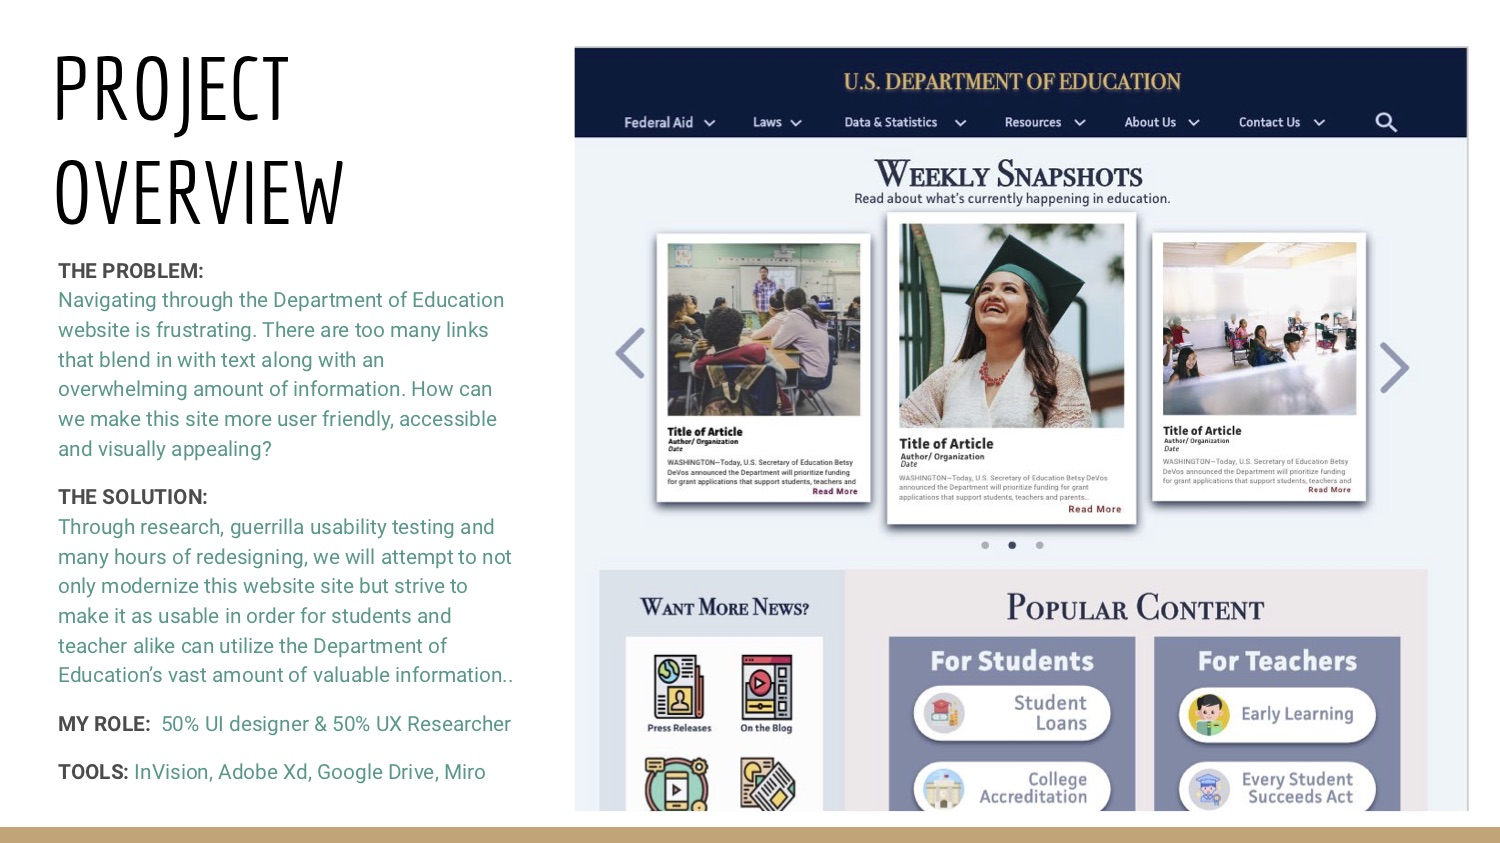 PROJECT
OVERVIEW
THE PROBLEM:
Navigating through the Department of Education
website is frustrating. There are too many links
that blend in with text along with an
overwhelming amount of information. How can
we make this site more user friendly, accessible
and visually appealing?
THE SOLUTION:
Through research, guerrilla usability testing and
many hours of redesigning, we will attempt to not
only modernize this website site but strive to
make it as usable in order for students and
teacher alike can utilize the Department of
Education’s vast amount of valuable information..
MY ROLE: 50% UI designer & 50% UX Researcher
TOOLS: InVision, Adobe Xd, Google Drive, Miro
U.S. DEPARTMENT OF EDUCATION
Federal Aid Laws Data & Statistics Resources About Us Contact Us
WEEKLY SNAPSHOTS
Read about what’s currently happening in education.
Title of Article
Author/ Organization
Date
WASHINGTON—Today, U.S. Secretary of Education Betsy
DeVos announced the Department will prioritize funding
for grant applications that support students, teachers and
Read More
Title of Article
Author/ Organization
Date
WASHINGTON—Today, U.S. Secretary of Education Betsy DeVos
announced the Department will prioritize funding for grant
applications that support students, teachers and parents...
Read More
Title of Article
Author/ Organization
Date
WASHINGTON—Today, U.S. Secretary of Education Betsy
DeVos announced the Department will prioritize funding
for grant applications that support students, teachers and
Read More
WANT MORE NEWS?
Press Releases
On the Blog
POPULAR CONTENT
For Students
Student
Loans
College
Accreditation
For Teachers
Early Learning
Every Student
Succeeds Act